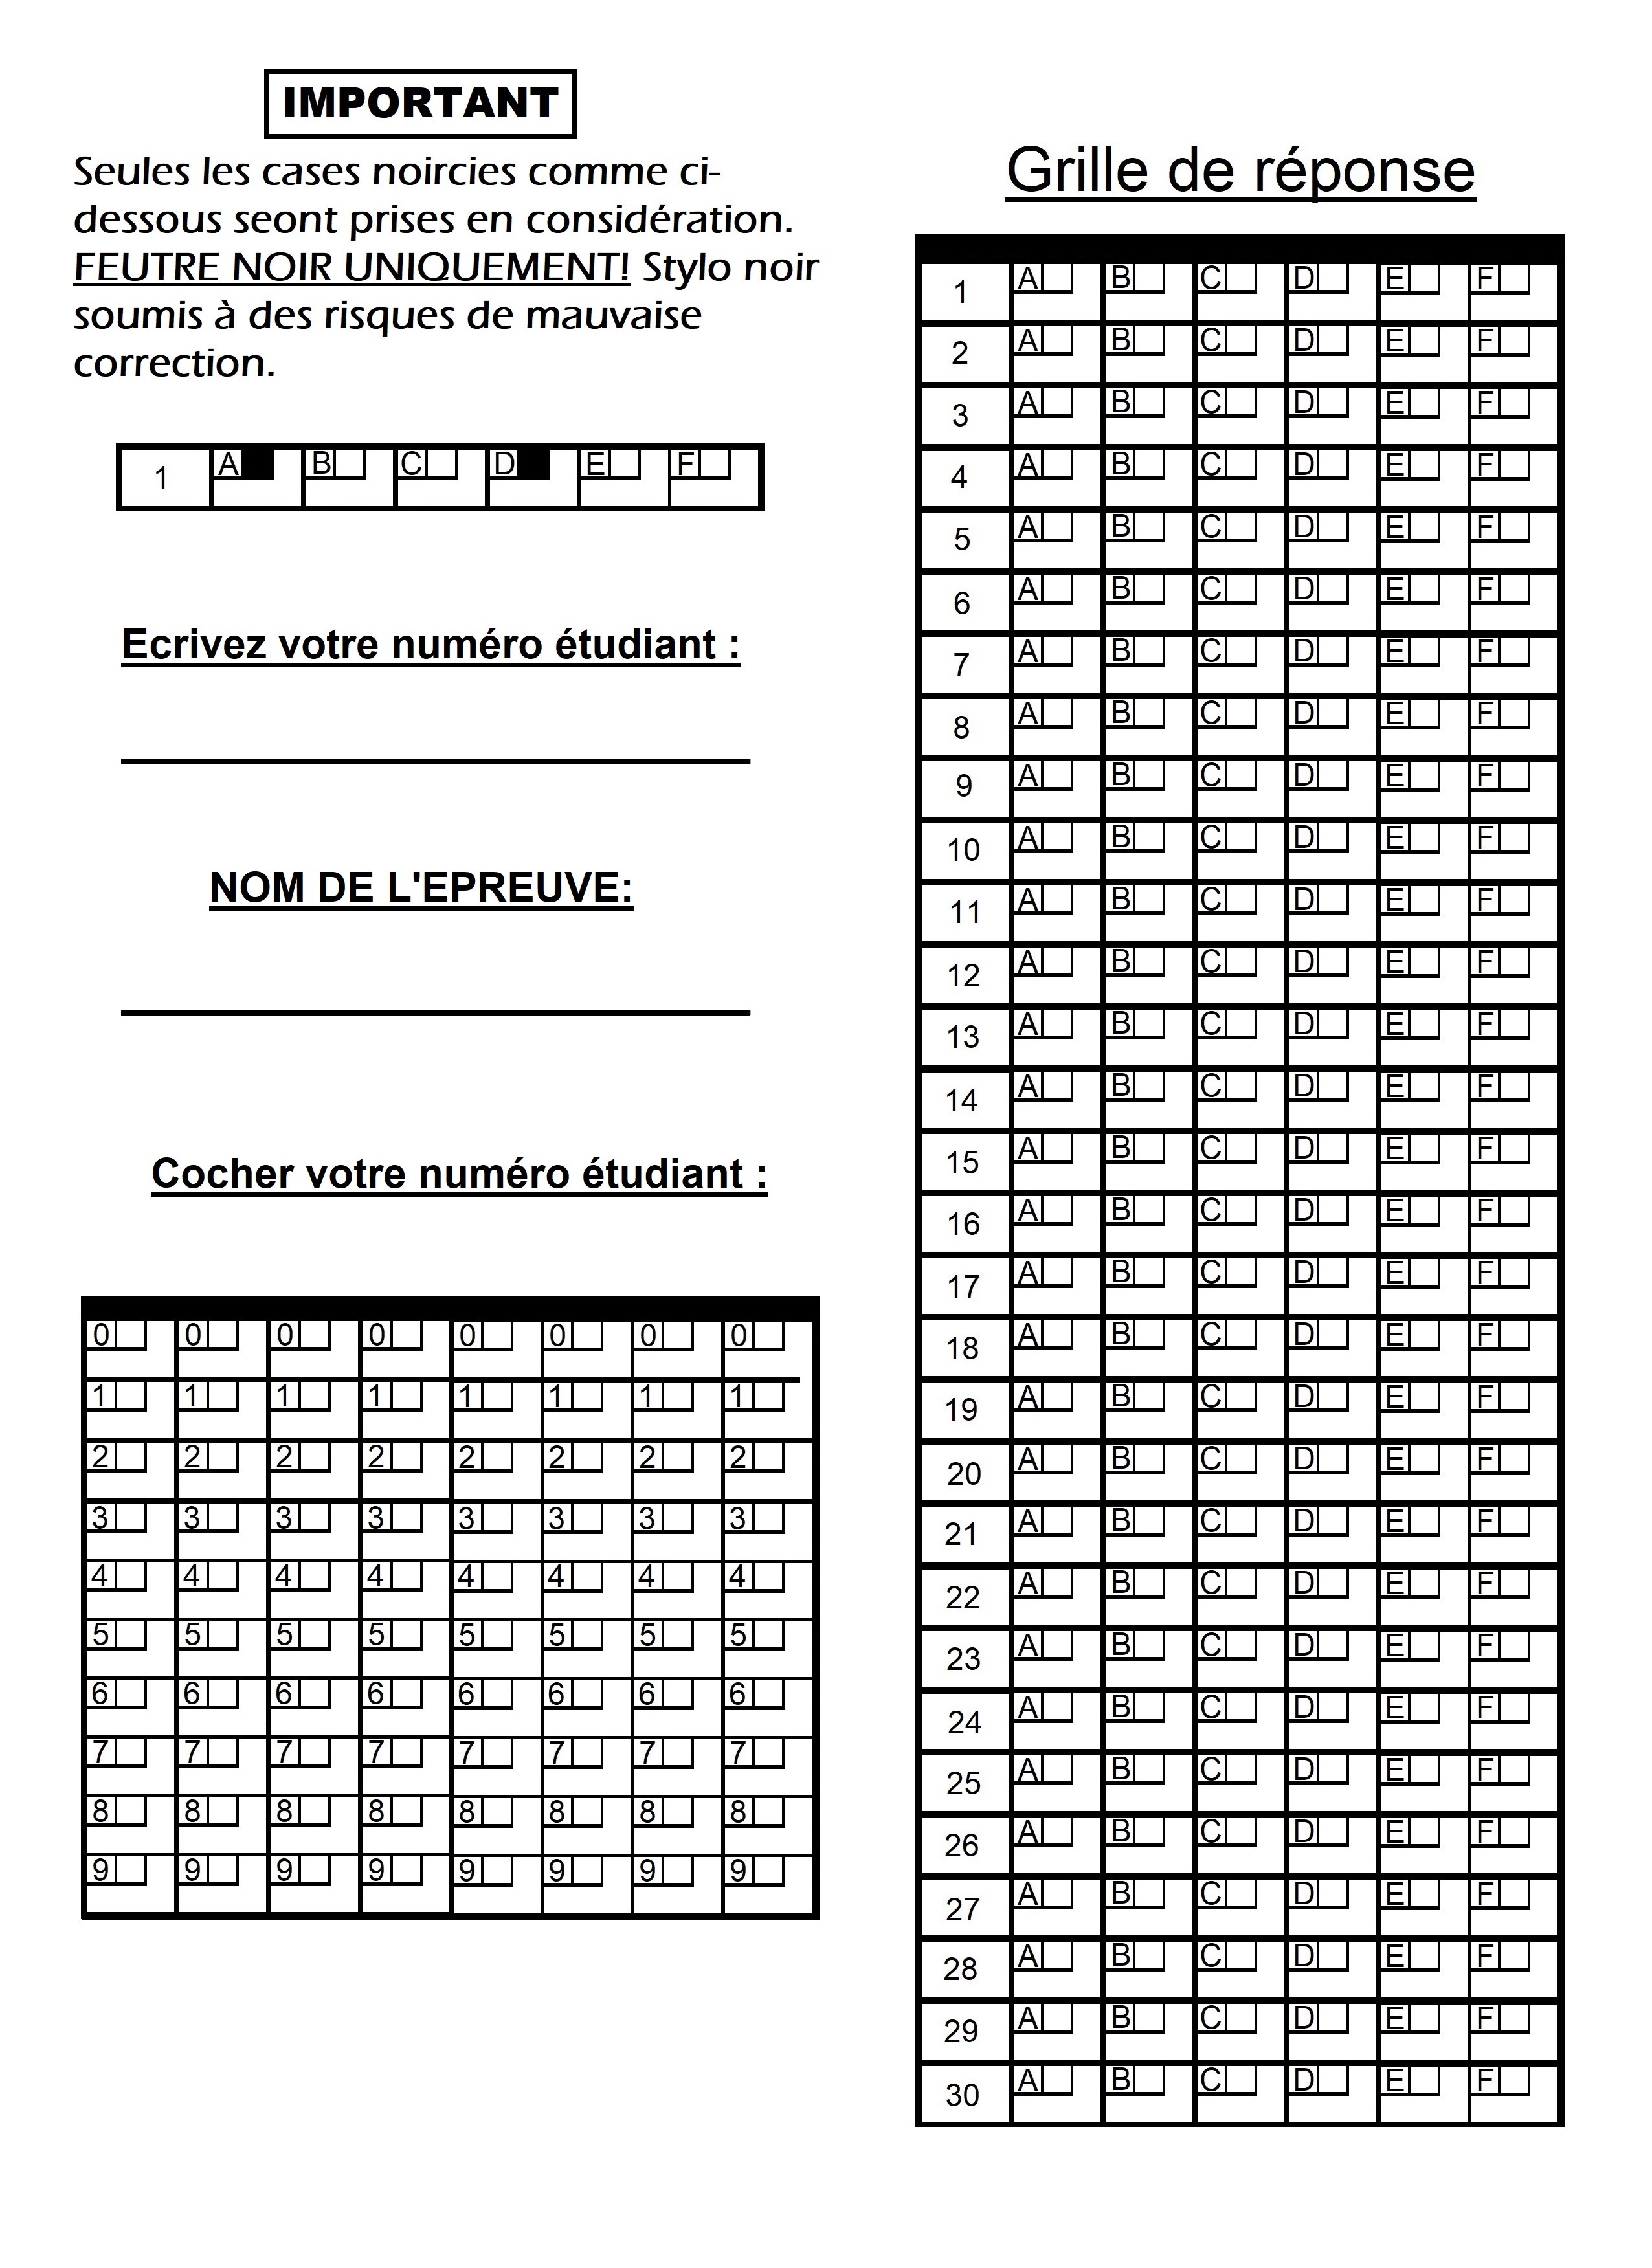 IMPORTANT
Seules les cases noircies comme ci-
dessous seont prises en considération.
FEUTRE NOIR UNIQUEMENT! Stylo noir
soumis à des risques de mauvaise
correction.
1 A B C D E F
Ecrivez votre numéro étudiant :
NOM DE L'EPREUVE:
Cocher votre numéro étudiant :
0 0 0 0 0 0 0 0
1 1 1 1 1 1 1 1
2 2 2 2 2 2 2 2
3 3 3 3 3 3 3 3
4 4 4 4 4 4 4 4
5 5 5 5 5 5 5 5
6 6 6 6 6 6 6 6
7 7 7 7 7 7 7 7
8 8 8 8 8 8 8 8
9 9 9 9 9 9 9 9
Grille de réponse
1 A B C D E F
2 A B C D E F
3 A B C D E F
4 A B C D E F
5 A B C D E F
6 A B C D E F
7 A B C D E F
8 A B C D E F
9 A B C D E F
10 A B C D E F
11 A B C D E F
12 A B C D E F
13 A B C D E F
14 A B C D E F
15 A B C D E F
16 A B C D E F
17 A B C D E F
18 A B C D E F
19 A B C D E F
20 A B C D E F
21 A B C D E F
22 A B C D E F
23 A B C D E F
24 A B C D E F
25 A B C D E F
26 A B C D E F
27 A B C D E F
28 A B C D E F
29 A B C D E F
30 A B C D E F